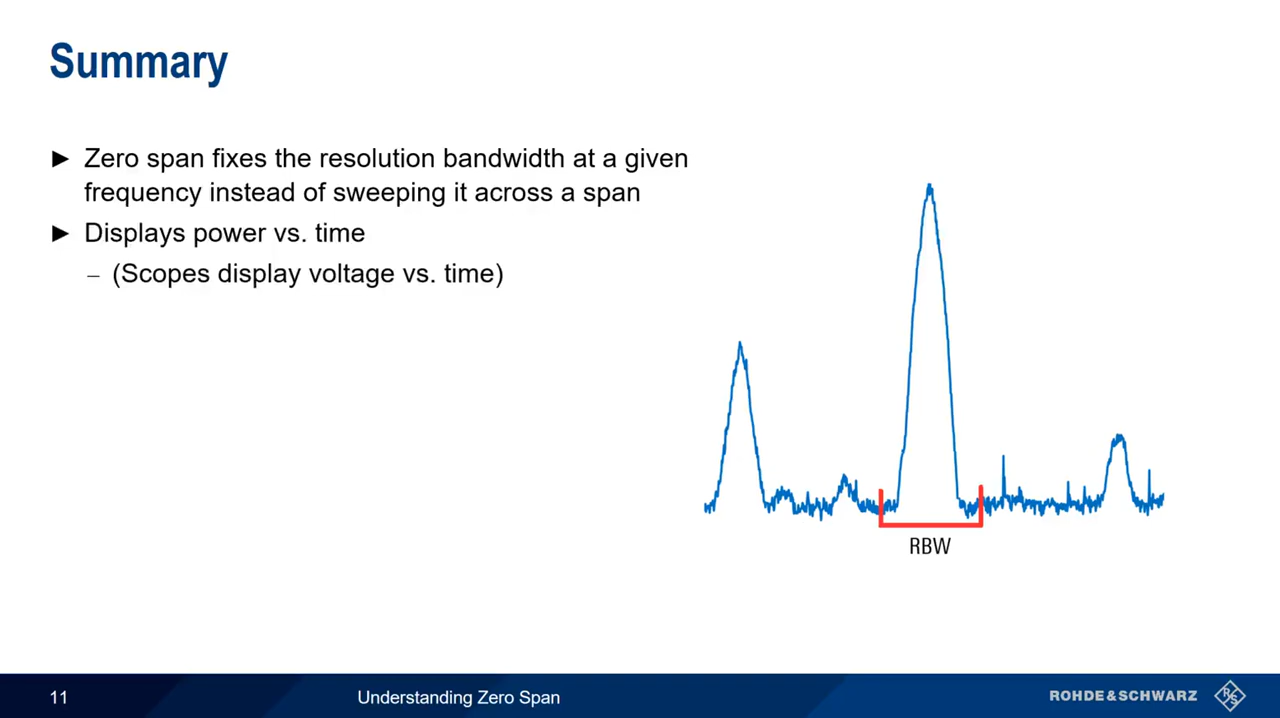 Summary
► Zero span fixes the resolution bandwidth at a given
frequency instead of sweeping it across a span
► Displays power vs. time
– (Scopes display voltage vs. time)
RBW
11
Understanding Zero Span
ROHDE&SCHWARZ
R&S